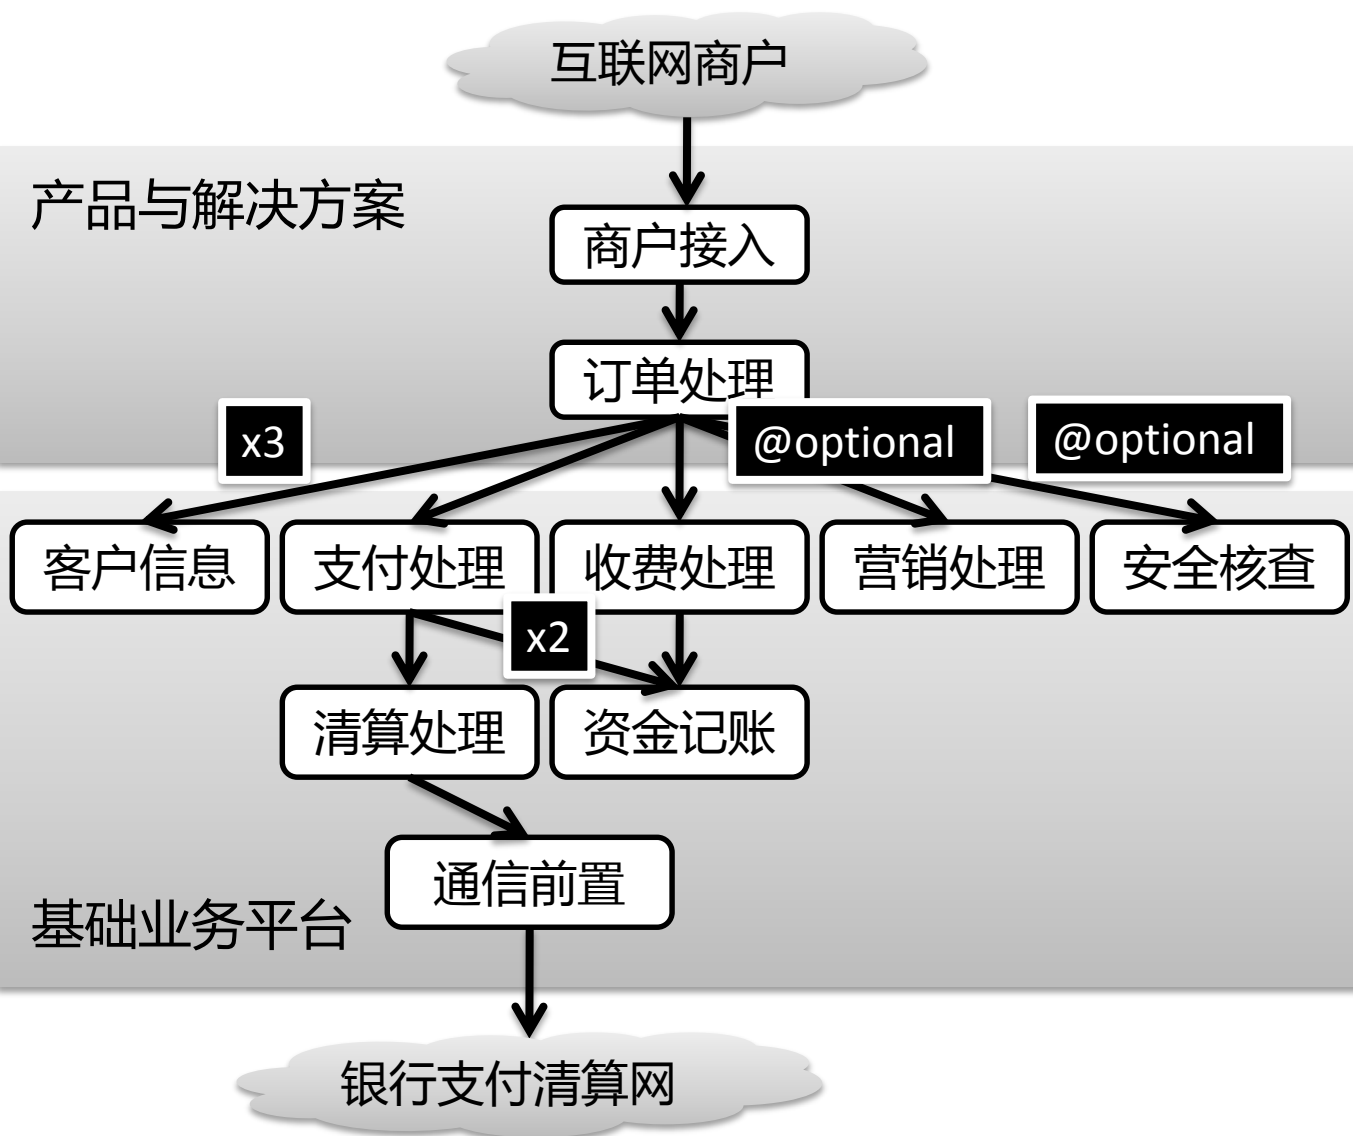 互联网商户
产品与解决方案
商户接入
订单处理
x3
@optional
@optional
客户信息
支付处理
收费处理
营销处理
安全核查
x2
清算处理
资金记账
通信前置
基础业务平台
银行支付清算网